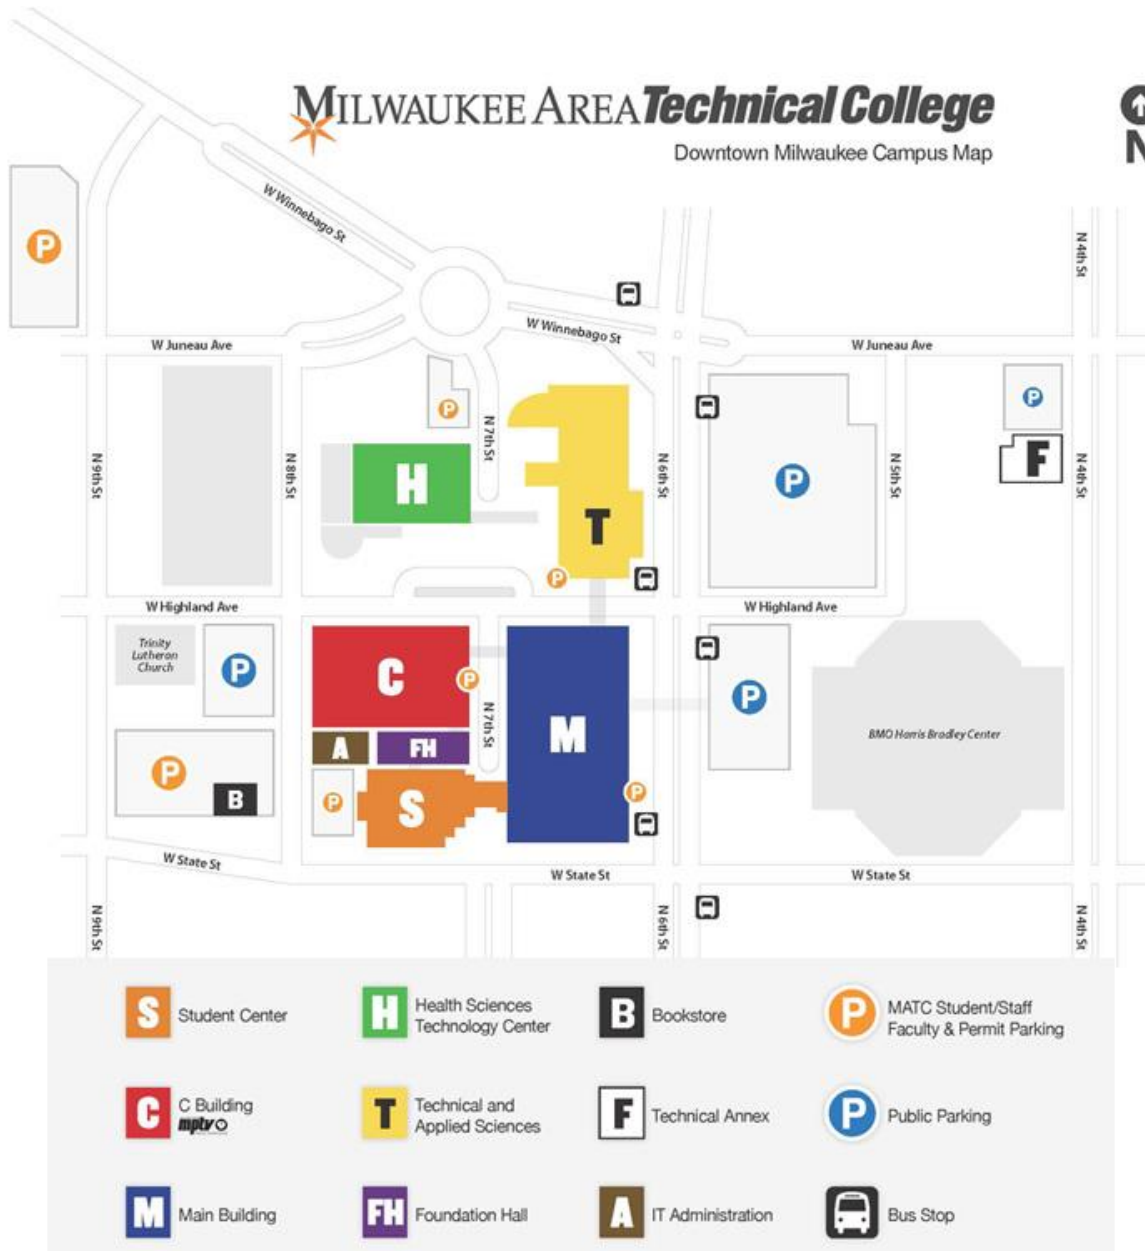 MILWAUKEE AREA Technical College
Downtown Milwaukee Campus Map
N
W Winnebago St
N 4th St
P
W Winnebago St
W Juneau Ave
W Juneau Ave
P
P
N 7th St
N 9th St
N 8th St
H
T
N 6th St
P
N 5th St
F
N 4th St
P
W Highland Ave
W Highland Ave
Trinity
Lutheran
Church
P
C
P
N 7th St
M
P
BMO Harris Bradley Center
A
FH
P
B
P
S
P
W State St
W State St
W State St
N 9th St
N 6th St
N 4th St
S
Student Center
H
Health Sciences
Technology Center
B
Bookstore
P
MATC Student/Staff
Faculty & Permit Parking
C
C Building
mptv
T
Technical and
Applied Sciences
F
Technical Annex
P
Public Parking
M
Main Building
FH
Foundation Hall
A
IT Administration
Bus Stop